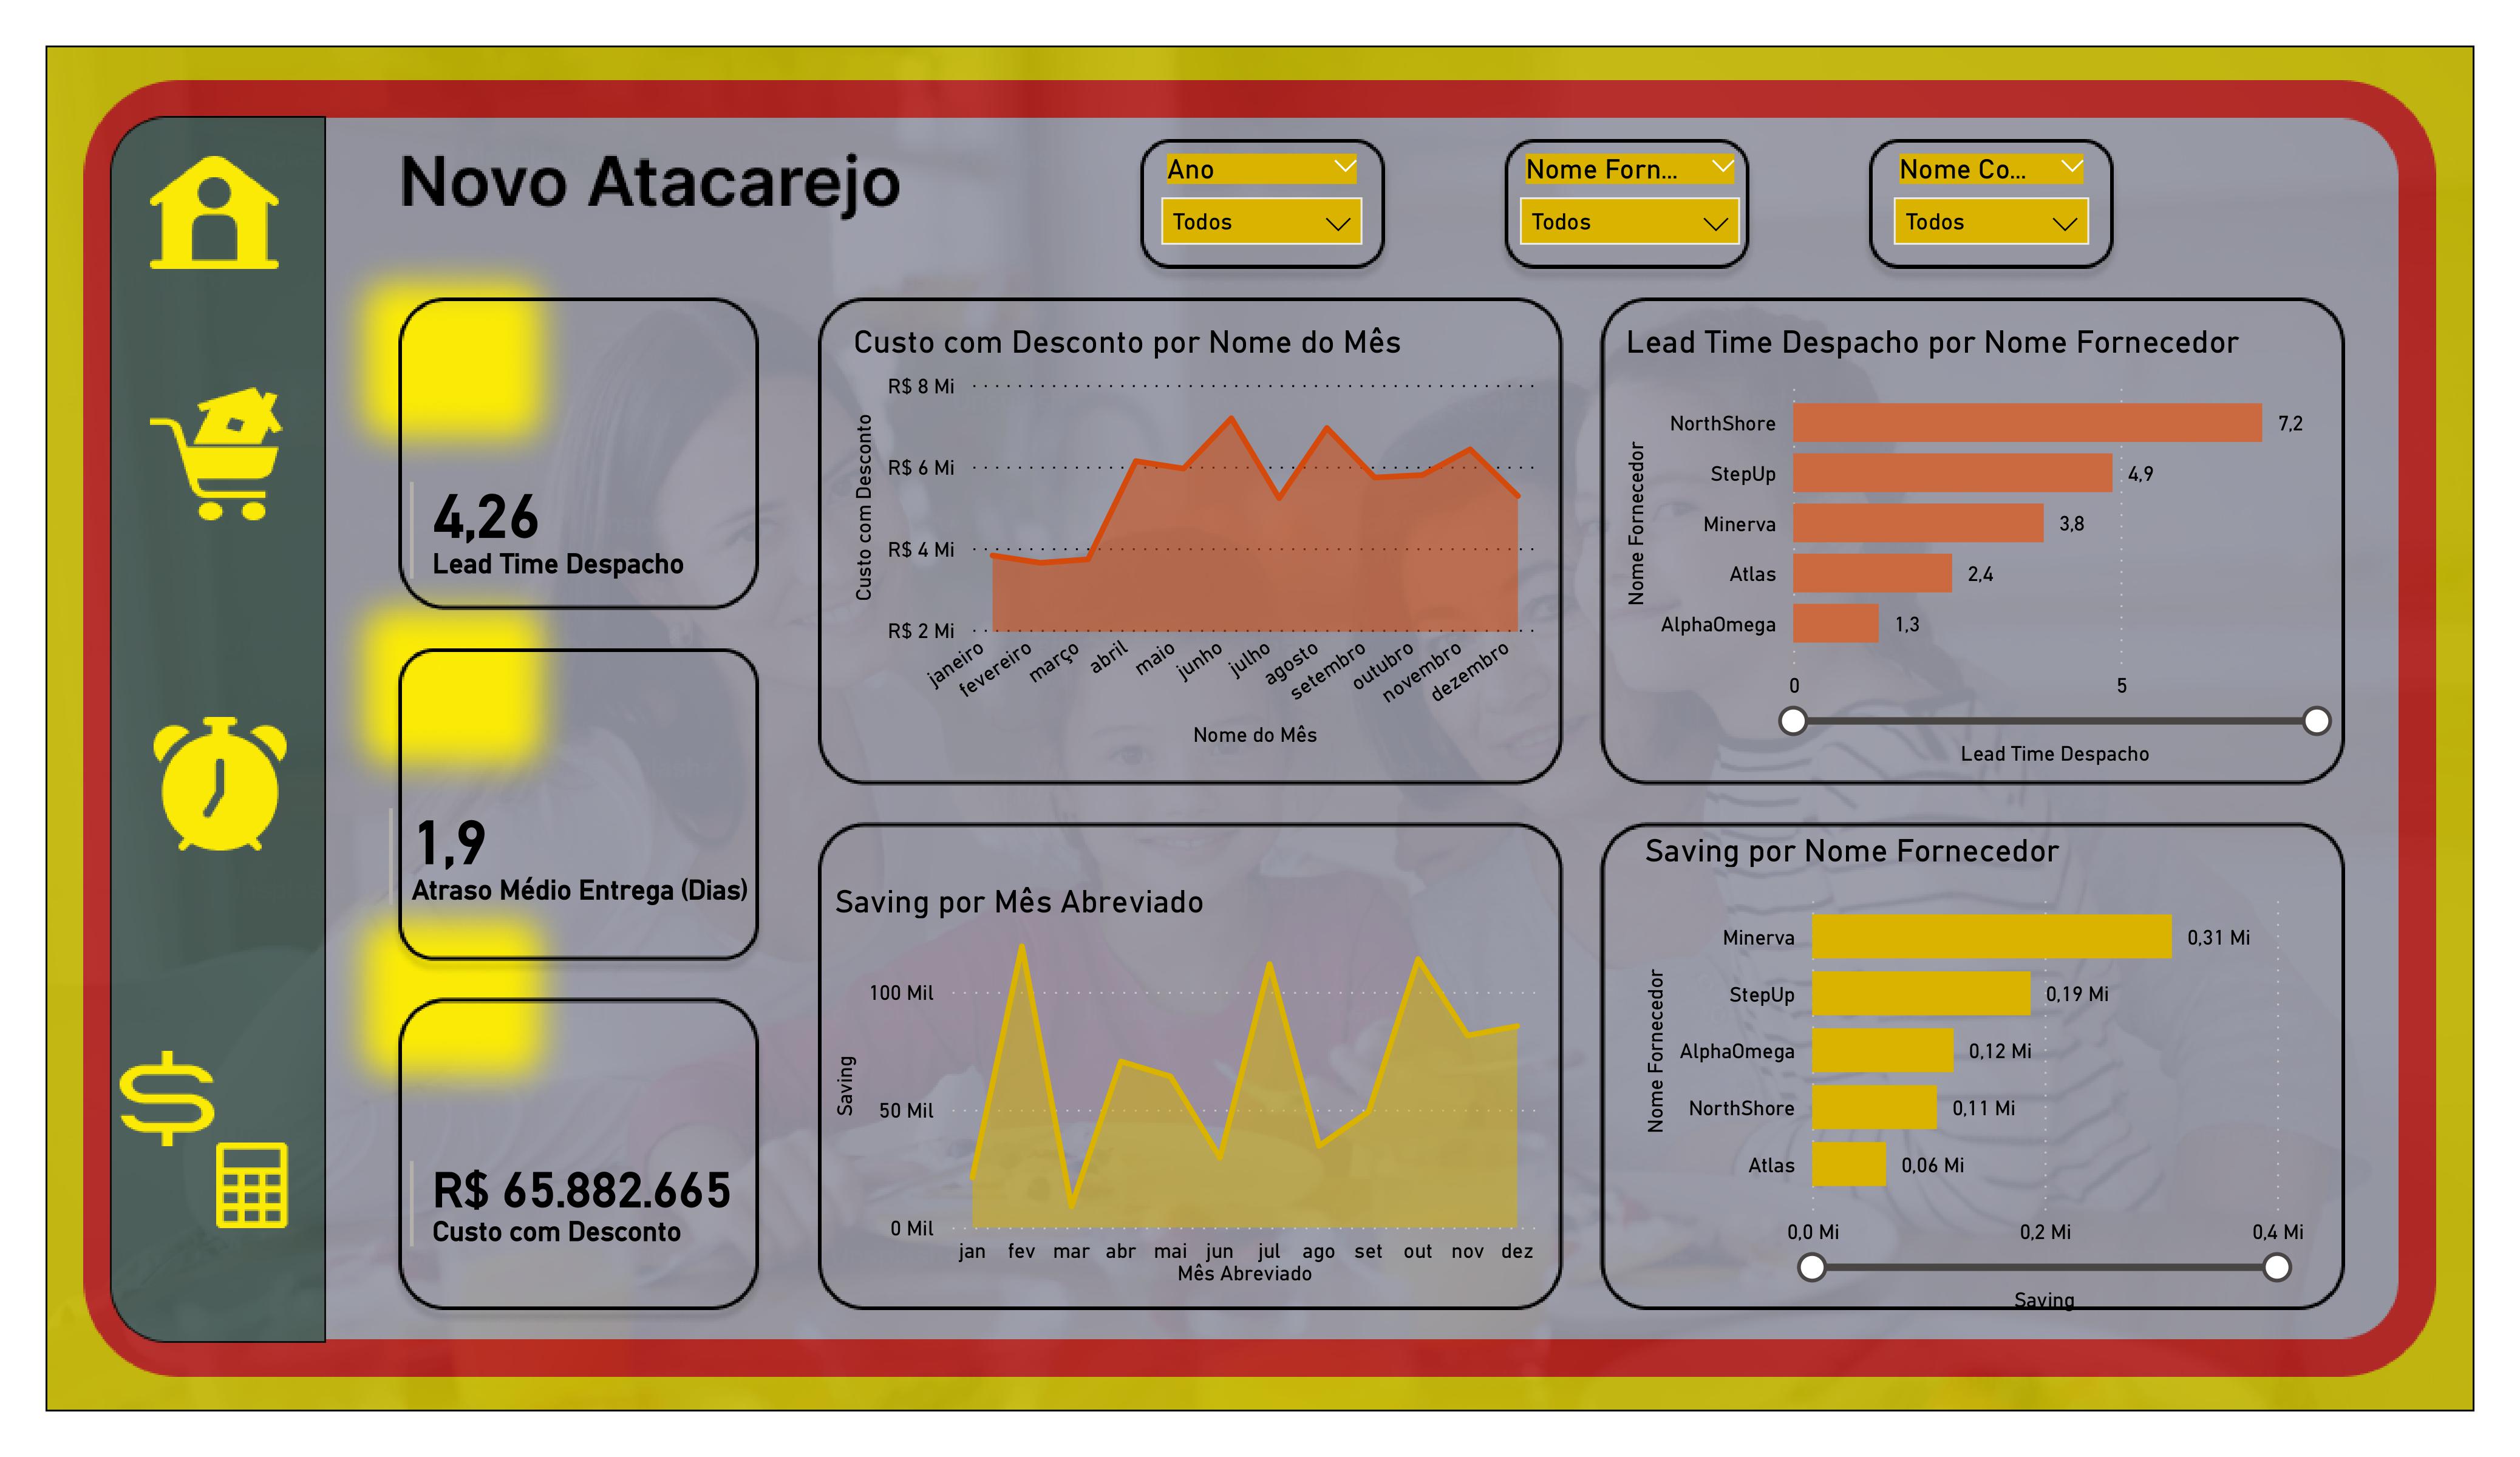 Novo Atacarejo
Ano
Todos
Nome Forn...
Todos
Nome Co...
Todos
4,26
Lead Time Despacho
1,9
Atraso Médio Entrega (Dias)
R$ 65.882.665
Custo com Desconto
Custo com Desconto por Nome do Mês
Custo com Desconto
R$ 8 Mi
R$ 6 Mi
R$ 4 Mi
R$ 2 Mi
janeiro
fevereiro
março
abril
maio
junho
julho
agosto
setembro
outubro
novembro
dezembro
Nome do Mês
Lead Time Despacho por Nome Fornecedor
Nome Fornecedor
NorthShore 7,2
StepUp 4,9
Minerva 3,8
Atlas 2,4
AlphaOmega 1,3
0 5
Lead Time Despacho
Saving por Mês Abreviado
Saving
100 Mil
50 Mil
0 Mil
jan fev mar abr mai jun jul ago set out nov dez
Mês Abreviado
Saving por Nome Fornecedor
Nome Fornecedor
Minerva 0,31 Mi
StepUp 0,19 Mi
AlphaOmega 0,12 Mi
NorthShore 0,11 Mi
Atlas 0,06 Mi
0,0 Mi 0,2 Mi 0,4 Mi
Saving